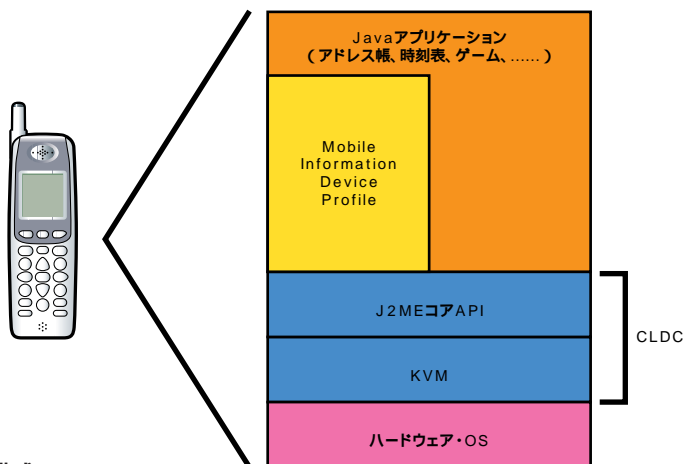 Javaアプリケーション
（アドレス帳、時刻表、ゲーム、……）
Mobile
Information
Device
Profile
J2MEコアAPI
CLDC
KVM
ハードウェア・OS